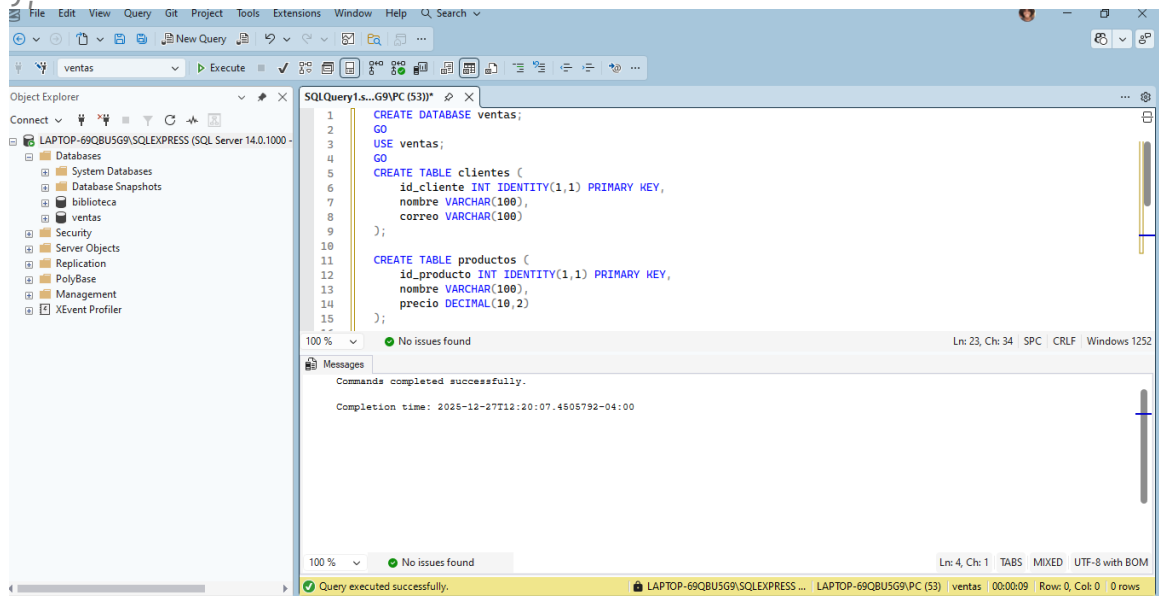 File Edit View Query Git Project Tools Extensions Window Help Search
New Query
ventas Execute
Object Explorer
Connect
LAPTOP-69QBU5G9\SQLEXPRESS (SQL Server 14.0.1000 -
Databases
System Databases
Database Snapshots
biblioteca
ventas
Security
Server Objects
Replication
PolyBase
Management
XEvent Profiler
SQLQuery1.s...G9\PC (53))*
1 CREATE DATABASE ventas;
2 GO
3 USE ventas;
4 GO
5 CREATE TABLE clientes (
6 id_cliente INT IDENTITY(1,1) PRIMARY KEY,
7 nombre VARCHAR(100),
8 correo VARCHAR(100)
9 );
10
11 CREATE TABLE productos (
12 id_producto INT IDENTITY(1,1) PRIMARY KEY,
13 nombre VARCHAR(100),
14 precio DECIMAL(10,2)
15 );
100 % No issues found Ln: 23, Ch: 34 SPC CRLF Windows 1252
Messages
Commands completed successfully.
Completion time: 2025-12-27T12:20:07.4505792-04:00
100 % No issues found Ln: 4, Ch: 1 TABS MIXED UTF-8 with BOM
Query executed successfully. LAPTOP-69QBU5G9\SQLEXPRESS ... LAPTOP-69QBU5G9\PC (53) ventas 00:00:09 Row: 0, Col: 0 0 rows